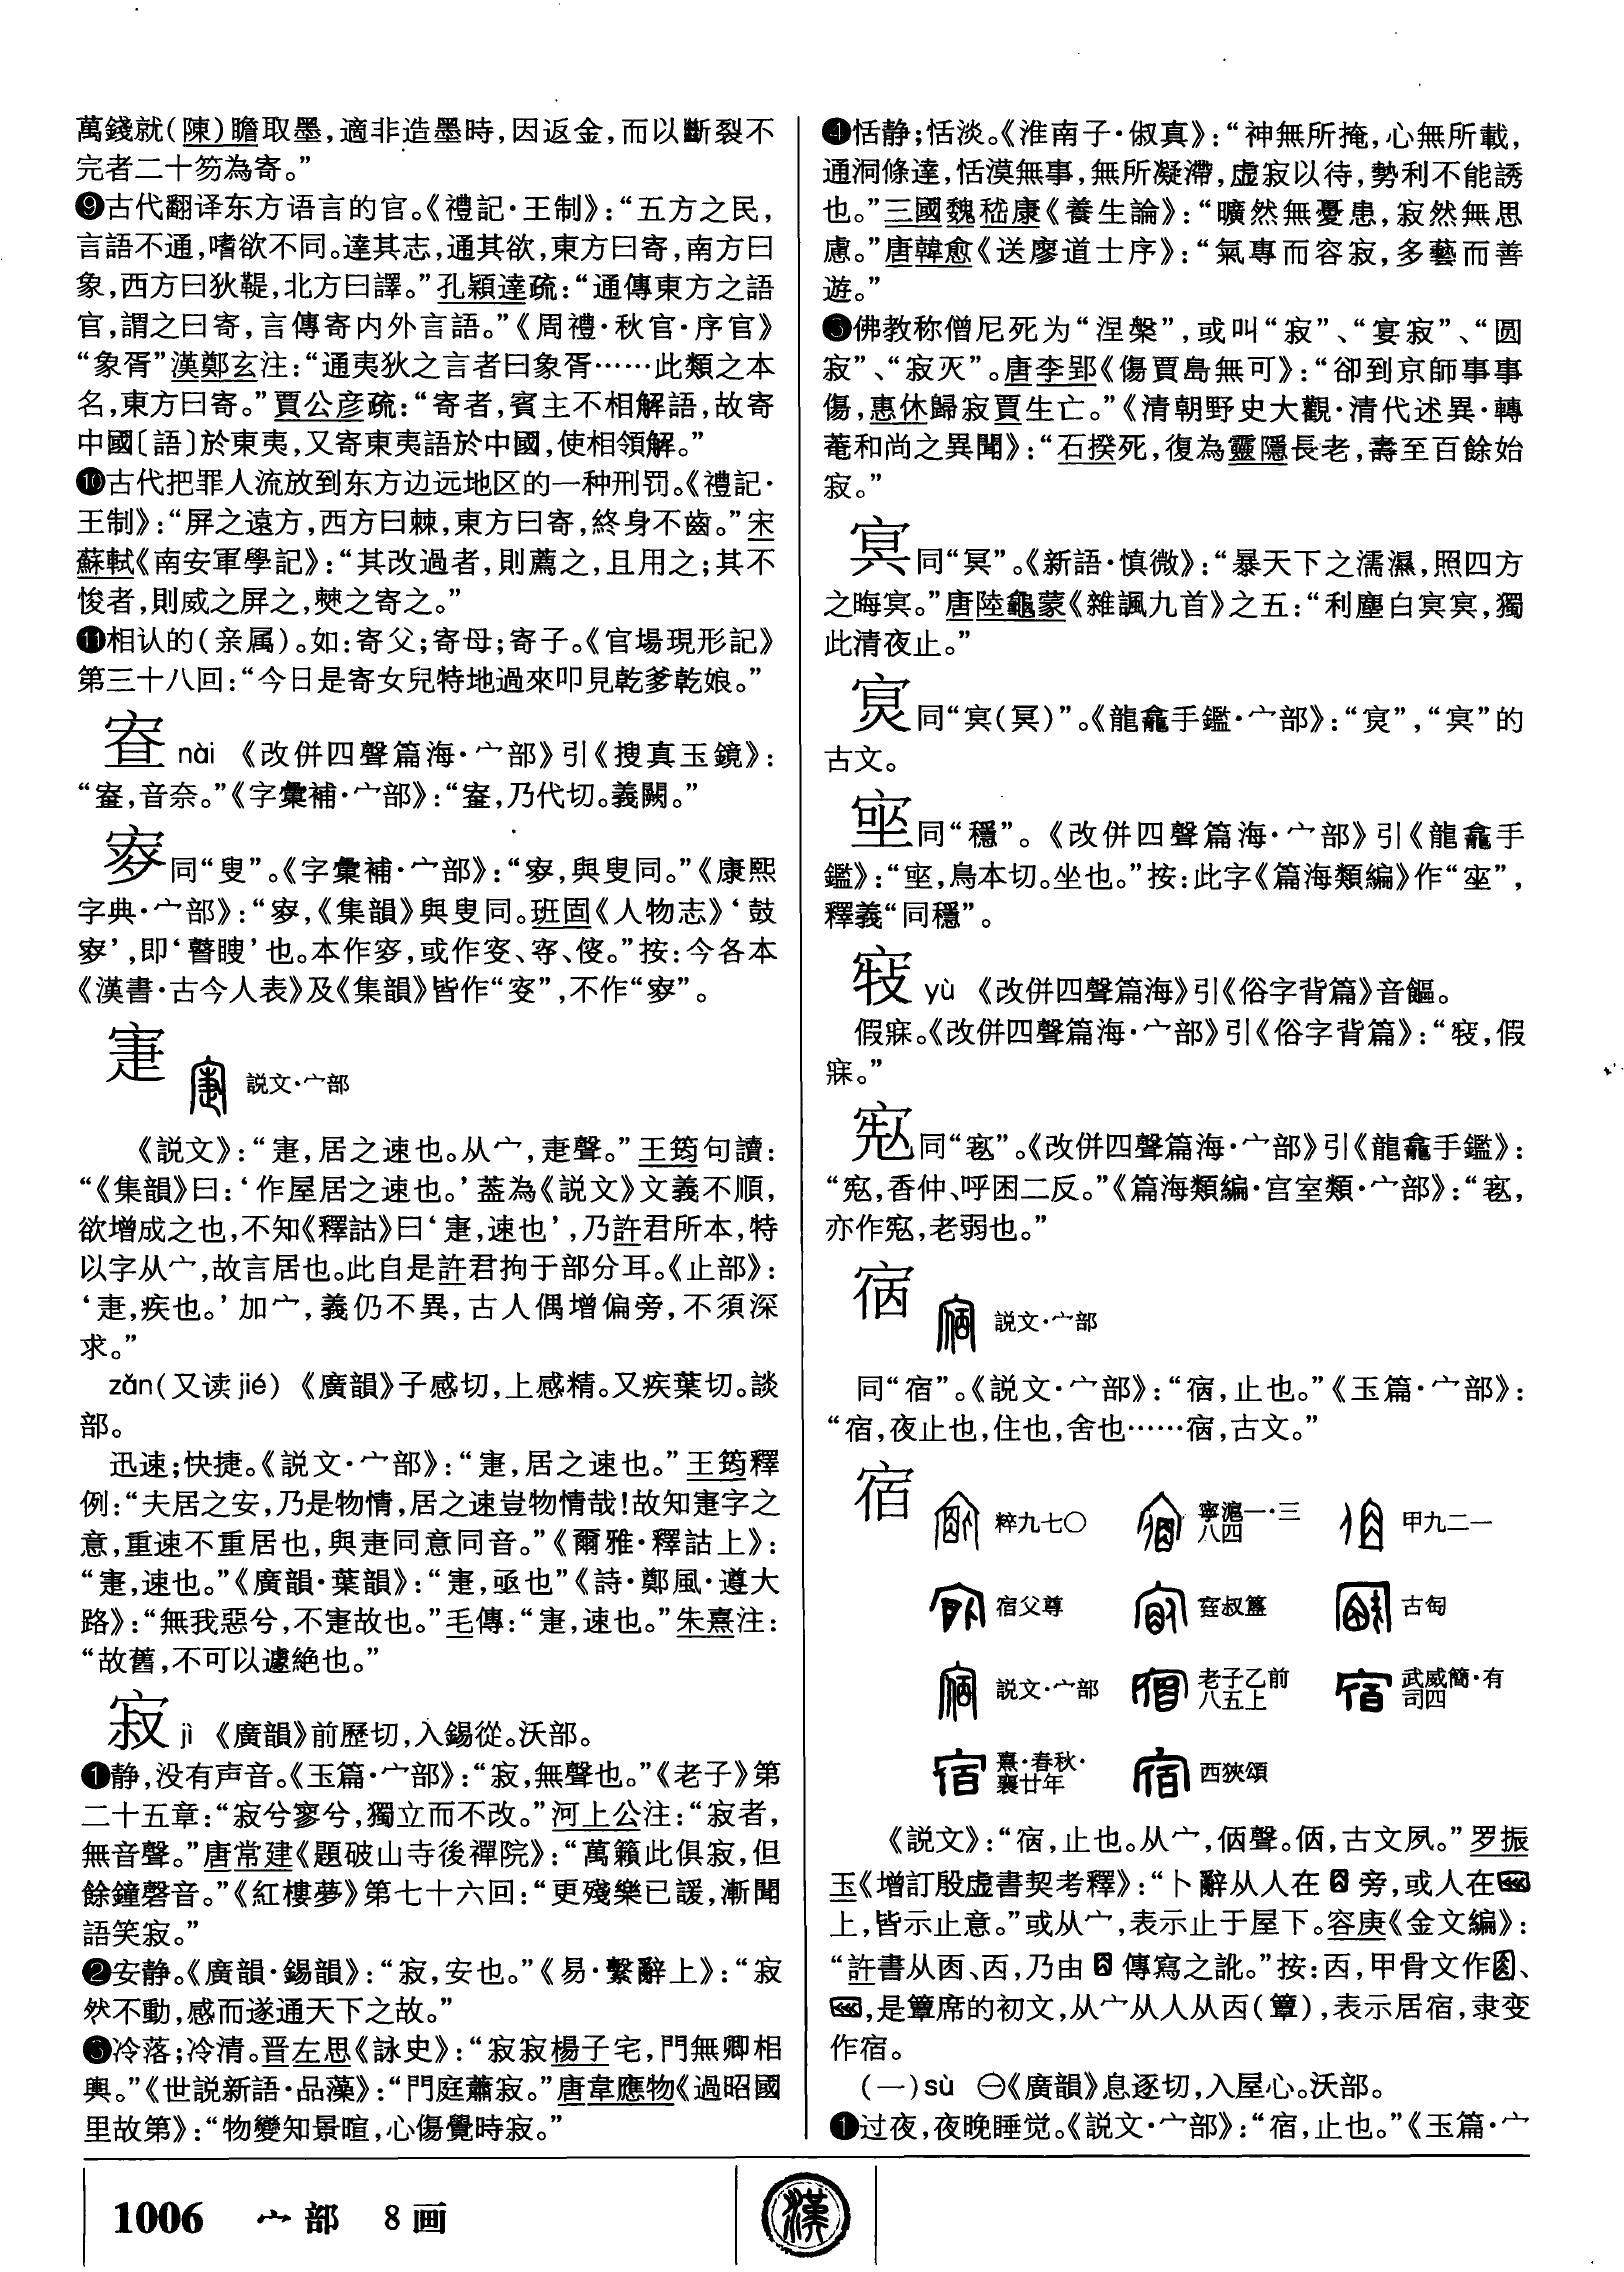 萬錢就(陳)瞻取墨,適非造墨時,因返金,而以斷裂不
完者二十笏為寄。”
❾古代翻译东方语言的官。《禮記·王制》:“五方之民,
言語不通,嗜欲不同。達其志,通其欲,東方曰寄,南方曰
象,西方曰狄鞮,北方曰譯。”孔穎達疏:“通傳東方之語
官,謂之曰寄,言傳寄内外言語。”《周禮·秋官·序官》
“象胥”漢鄭玄注:“通夷狄之言者曰象胥……此類之本
名,東方曰寄。”賈公彦疏:“寄者,賓主不相解語,故寄
中國〔語〕於東夷,又寄東夷語於中國,使相領解。”
❿古代把罪人流放到东方边远地区的一种刑罚。《禮記·
王制》:“屏之遠方,西方曰棘,東方曰寄,終身不齒。”宋
蘇軾《南安軍學記》:“其改過者,則薦之,且用之;其不
悛者,則威之屏之,僰之寄之。”
⓫相认的(亲属)。如:寄父;寄母;寄子。《官場現形記》
第三十八回:“今日是寄女兒特地過來叩見乾爹乾娘。”
nài 《改併四聲篇海·宀部》引《搜真玉鏡》:
“,音奈。”《字彙補·宀部》:“,乃代切。義闕。”
同“叟”。《字彙補·宀部》:“,與叟同。”《康熙
字典·宀部》:“,《集韻》與叟同。班固《人物志》‘鼓
’,即‘瞽瞍’也。本作,或作、、。”按:今各本
《漢書·古今人表》及《集韻》皆作“”,不作“”。
寁 説文·宀部
《説文》:“寁,居之速也。从宀,疌聲。”王筠句讀:
“《集韻》曰:‘作屋居之速也。’蓋為《説文》文義不順,
欲增成之也,不知《釋詁》曰‘寁,速也’,乃許君所本,特
以字从宀,故言居也。此自是許君拘于部分耳。《止部》:
‘疌,疾也。’加宀,義仍不異,古人偶增偏旁,不須深
求。”
zǎn(又读jié) 《廣韻》子感切,上感精。又疾葉切。談
部。
迅速;快捷。《説文·宀部》:“寁,居之速也。”王筠釋
例:“夫居之安,乃是物情,居之速豈物情哉!故知寁字之
意,重速不重居也,與疌同意同音。”《爾雅·釋詁上》:
“寁,速也。”《廣韻·葉韻》:“寁,亟也”《詩·鄭風·遵大
路》:“無我惡兮,不寁故也。”毛傳:“寁,速也。”朱熹注:
“故舊,不可以遽絶也。”
寂 jì 《廣韻》前歷切,入錫從。沃部。
❶静,没有声音。《玉篇·宀部》:“寂,無聲也。”《老子》第
二十五章:“寂兮寥兮,獨立而不改。”河上公注:“寂者,
無音聲。”唐常建《題破山寺後禪院》:“萬籟此俱寂,但
餘鐘磬音。”《紅樓夢》第七十六回:“更殘樂已諼,漸聞
語笑寂。”
❷安静。《廣韻·錫韻》:“寂,安也。”《易·繫辭上》:“寂
然不動,感而遂通天下之故。”
❸冷落;冷清。晋左思《詠史》:“寂寂楊子宅,門無卿相
輿。”《世説新語·品藻》:“門庭蕭寂。”唐韋應物《過昭國
里故第》:“物變知景暄,心傷覺時寂。”
❹恬静;恬淡。《淮南子·俶真》:“神無所掩,心無所載,
通洞條達,恬漠無事,無所凝滯,虚寂以待,勢利不能誘
也。”三國魏嵇康《養生論》:“曠然無憂患,寂然無思
慮。”唐韓愈《送廖道士序》:“氣專而容寂,多藝而善
遊。”
❺佛教称僧尼死为“涅槃”,或叫“寂”、“宴寂”、“圆
寂”、“寂灭”。唐李郢《傷賈島無可》:“卻到京師事事
傷,惠休歸寂賈生亡。”《清朝野史大觀·清代述異·轉
菴和尚之異聞》:“石揆死,復為靈隱長老,壽至百餘始
寂。”
寘同“冥”。《新語·慎微》:“暴天下之濡濕,照四方
之晦。”唐陸龜蒙《雜諷九首》之五:“利塵白,獨
此清夜止。”
同“(冥)”。《龍龕手鑑·宀部》:“”,“”的
古文。
同“穩”。《改併四聲篇海·宀部》引《龍龕手
鑑》:“,烏本切。坐也。”按:此字《篇海類編》作“”,
釋義“同穩”。
yù 《改併四聲篇海》引《俗字背篇》音饇。
假寐。《改併四聲篇海·宀部》引《俗字背篇》:“,假
寐。”
同“”。《改併四聲篇海·宀部》引《龍龕手鑑》:
“,香仲、呼困二反。”《篇海類編·宫室類·宀部》:“,
亦作,老弱也。”
㝛 説文·宀部
同“宿”。《説文·宀部》:“㝛,止也。”《玉篇·宀部》:
“宿,夜止也,住也,舍也……㝛,古文。”
宿 粹九七〇 寧滬一·三八四 甲九二一
宿父尊 叔簋 古匋
説文·宀部 老子乙前八五上 武威簡·有司四
熹·春秋·襄廿年 西狹頌
《説文》:“㝛,止也。从宀,㐁聲。,古文夙。”罗振
玉《增訂殷虚書契考釋》:“卜辭从人在旁,或人在
上,皆示止意。”或从宀,表示止于屋下。容庚《金文編》:
“許書从㐁、丙,乃由傳寫之訛。”按:㐁,甲骨文作、
,是簟席的初文,从宀从人从㐁(簟),表示居宿,隶变
作宿。
(一)sù ㊀《廣韻》息逐切,入屋心。沃部。
❶过夜,夜晚睡觉。《説文·宀部》:“宿,止也。”《玉篇·宀
1006 宀部 8画
漢